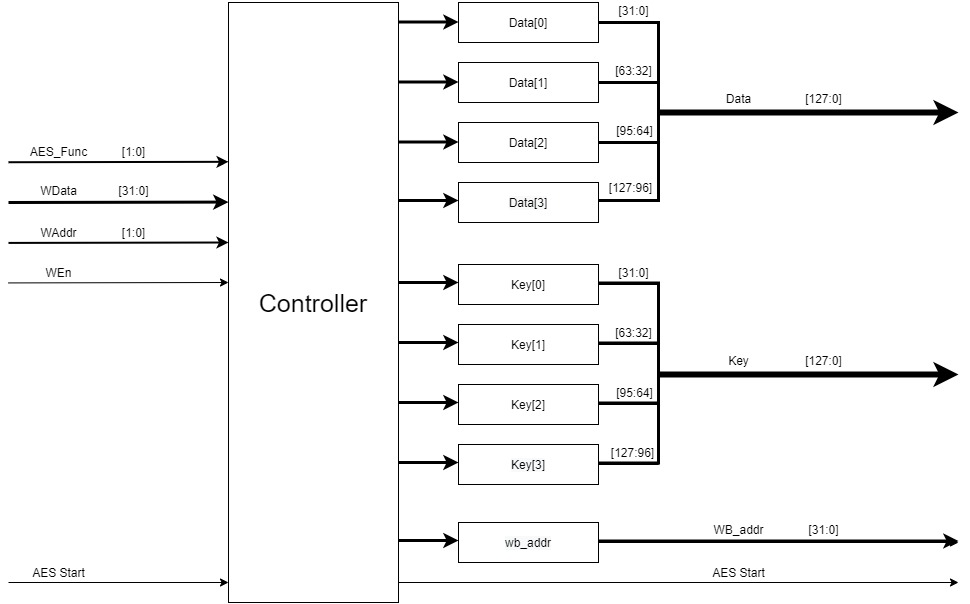 AES_Func [1:0]
WData [31:0]
WAddr [1:0]
WEn
AES Start
Controller
Data[0] [31:0]
Data[1] [63:32]
Data[2] [95:64]
Data[3] [127:96]
Data [127:0]
Key[0] [31:0]
Key[1] [63:32]
Key[2] [95:64]
Key[3] [127:96]
Key [127:0]
wb_addr
WB_addr [31:0]
AES Start